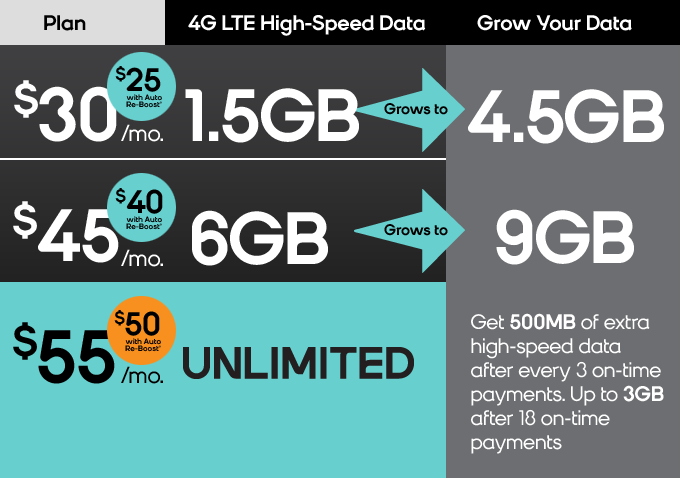 Plan 4G LTE High-Speed Data Grow Your Data
$30/mo. $25 with Auto Re-Boost® 1.5GB Grows to 4.5GB
$45/mo. $40 with Auto Re-Boost® 6GB Grows to 9GB
$55/mo. $50 with Auto Re-Boost® UNLIMITED
Get 500MB of extra
high-speed data
after every 3 on-time
payments. Up to 3GB
after 18 on-time
payments